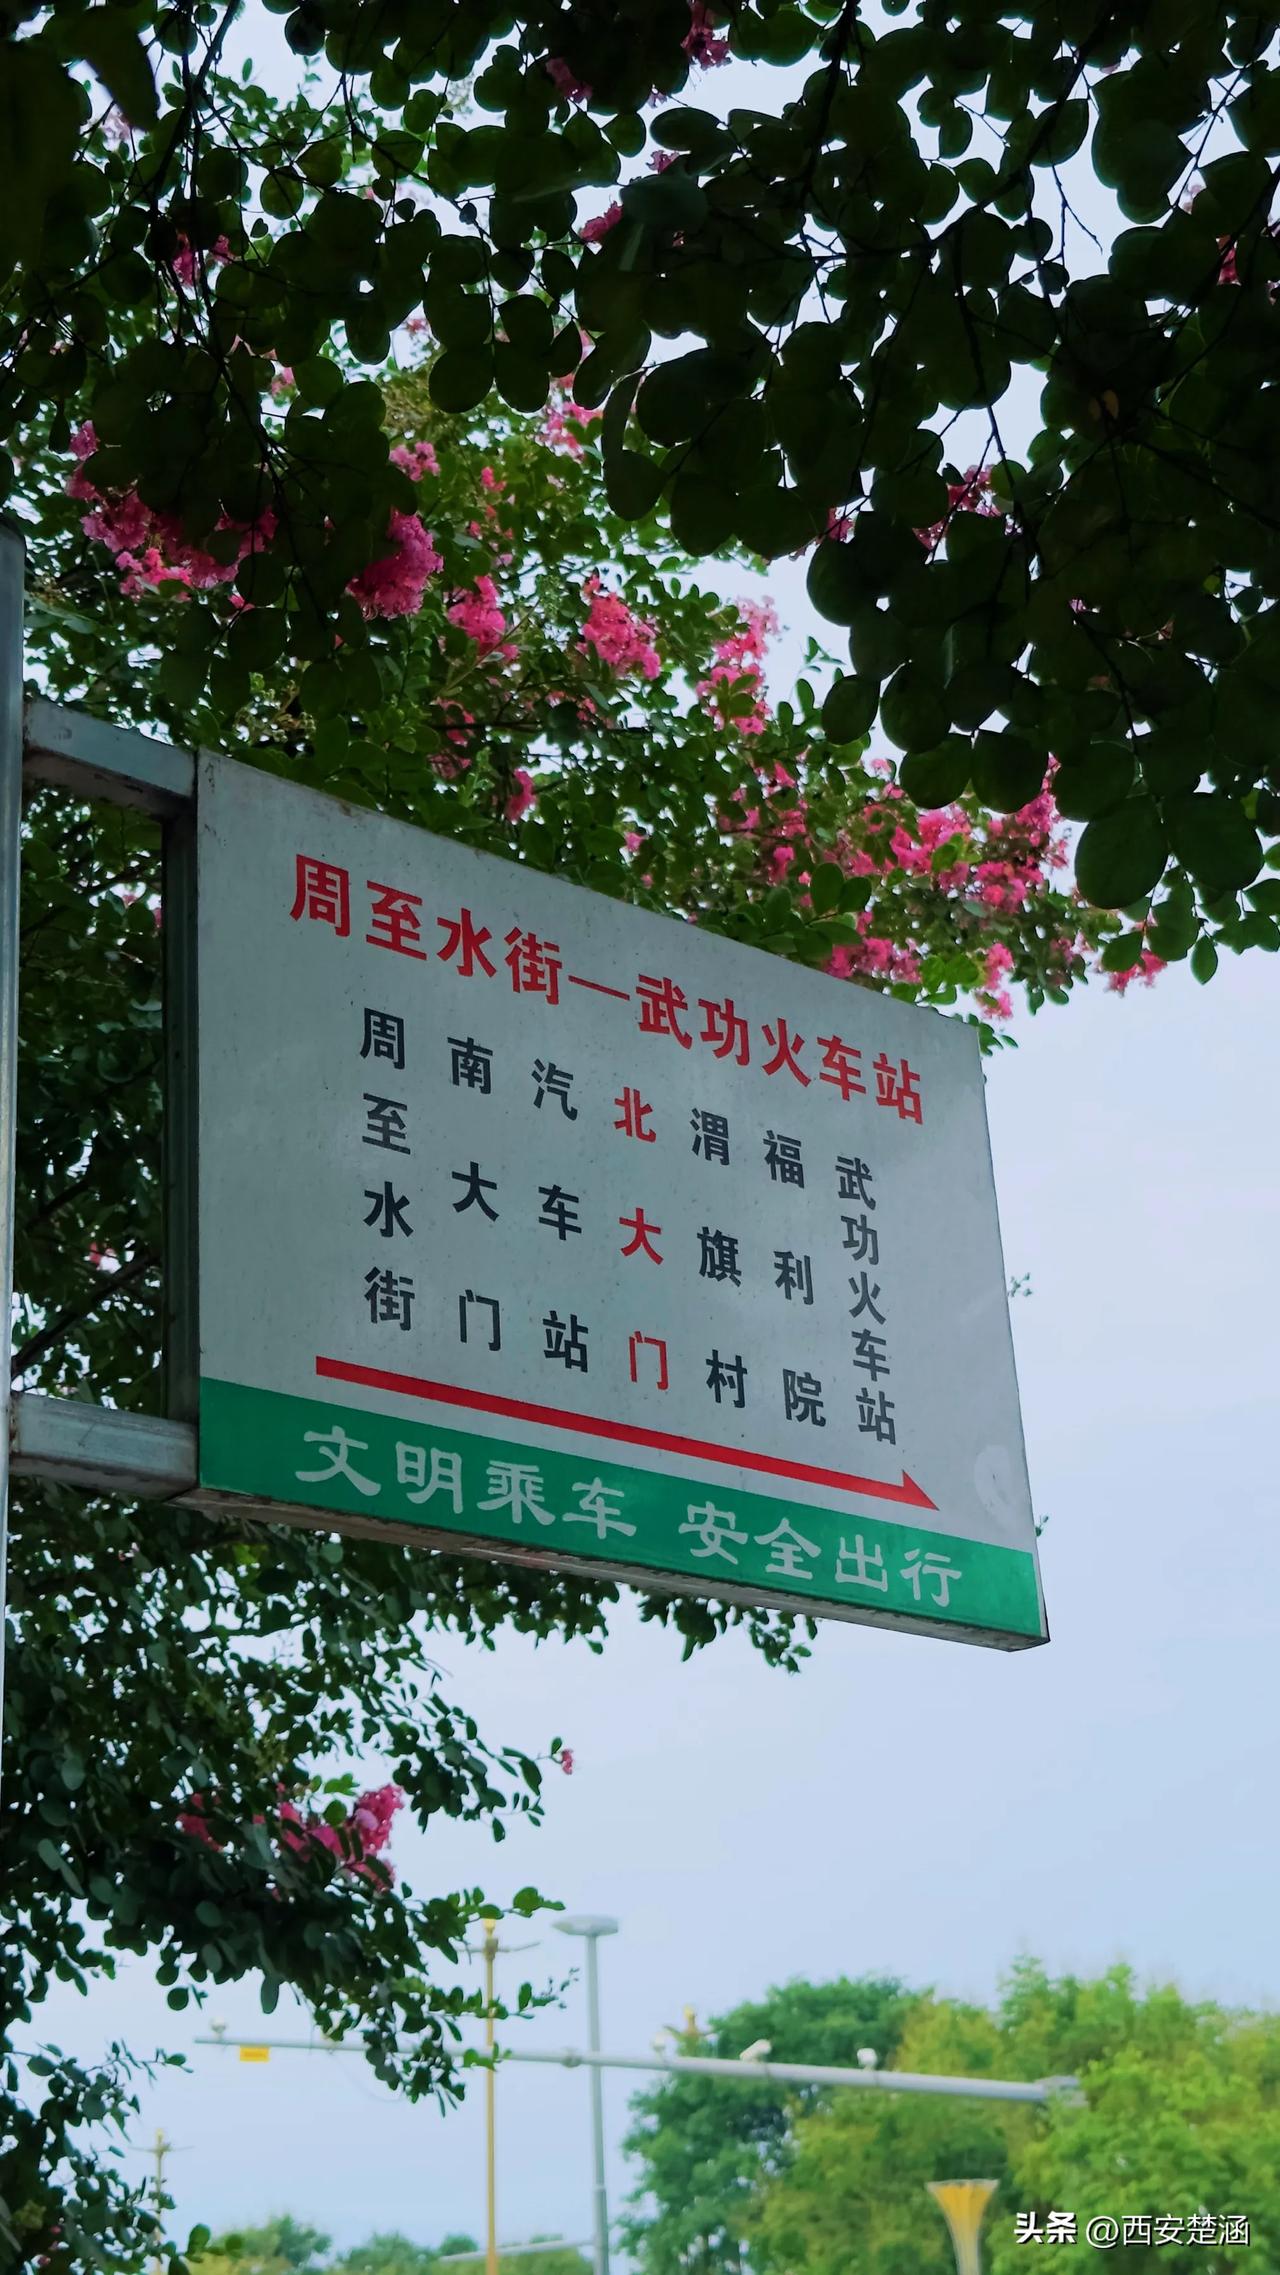 周至水街—武功火车站
周至水街
南大门
汽车站
北大门
渭旗村
福利院
武功火车站
文明乘车 安全出行
头条 @西安楚涵